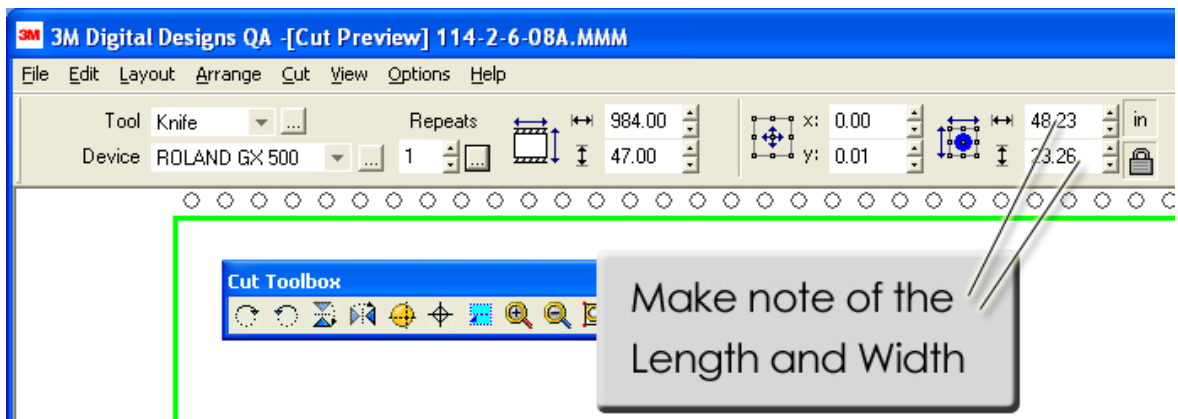 3M 3M Digital Designs QA -[Cut Preview] 114-2-6-08A.MMM
File Edit Layout Arrange Cut View Options Help
Tool Knife ... Repeats 984.00 x: 0.00 48.23 in
Device ROLAND GX 500 ... 1 ... 47.00 y: 0.01 23.26
Cut Toolbox
Make note of the
Length and Width